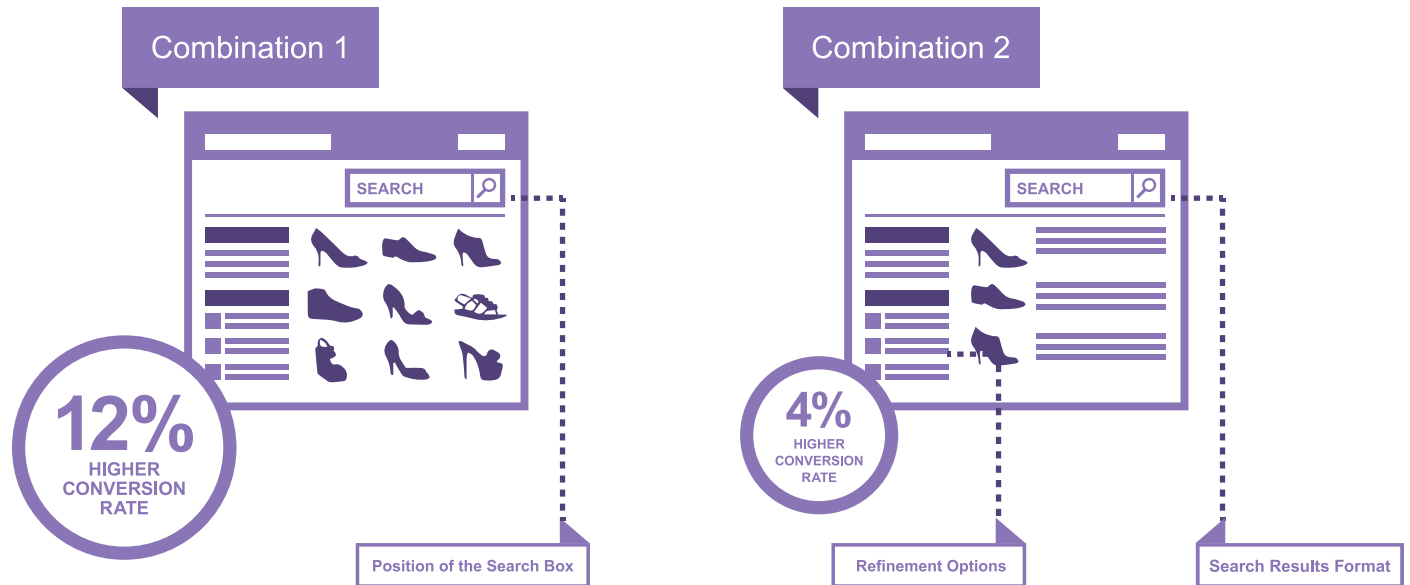 Combination 1
SEARCH
12%
HIGHER
CONVERSION
RATE
Position of the Search Box
Combination 2
SEARCH
4%
HIGHER
CONVERSION
RATE
Refinement Options
Search Results Format